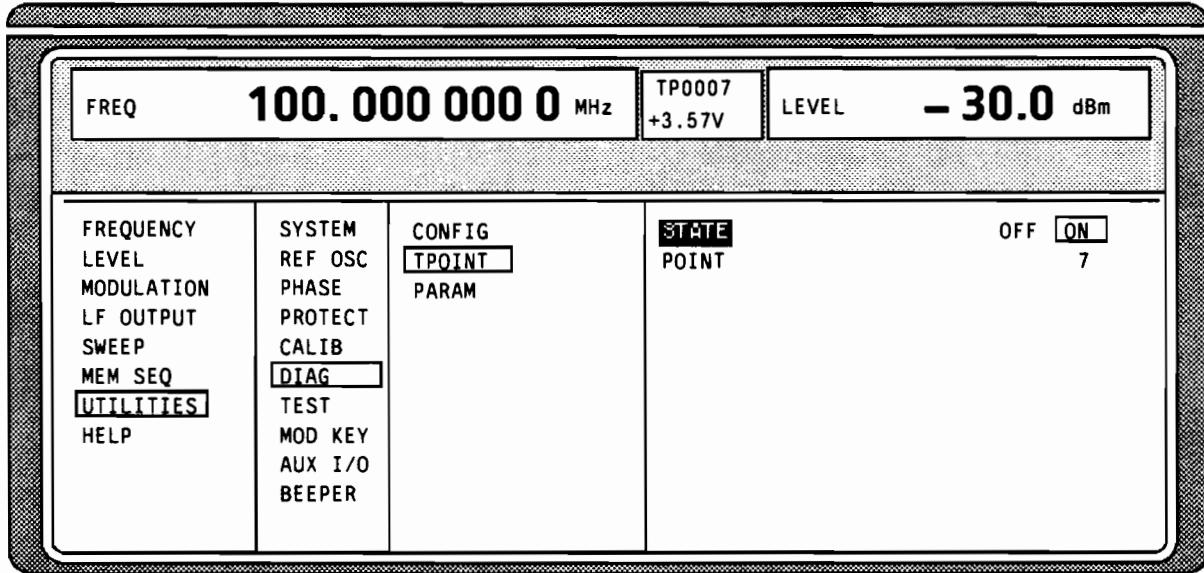 FREQ 100. 000 000 0 MHz
TP0007
+3.57V
LEVEL – 30.0 dBm
FREQUENCY
LEVEL
MODULATION
LF OUTPUT
SWEEP
MEM SEQ
UTILITIES
HELP
SYSTEM
REF OSC
PHASE
PROTECT
CALIB
DIAG
TEST
MOD KEY
AUX I/O
BEEPER
CONFIG
TPOINT
PARAM
STATE OFF ON
POINT 7